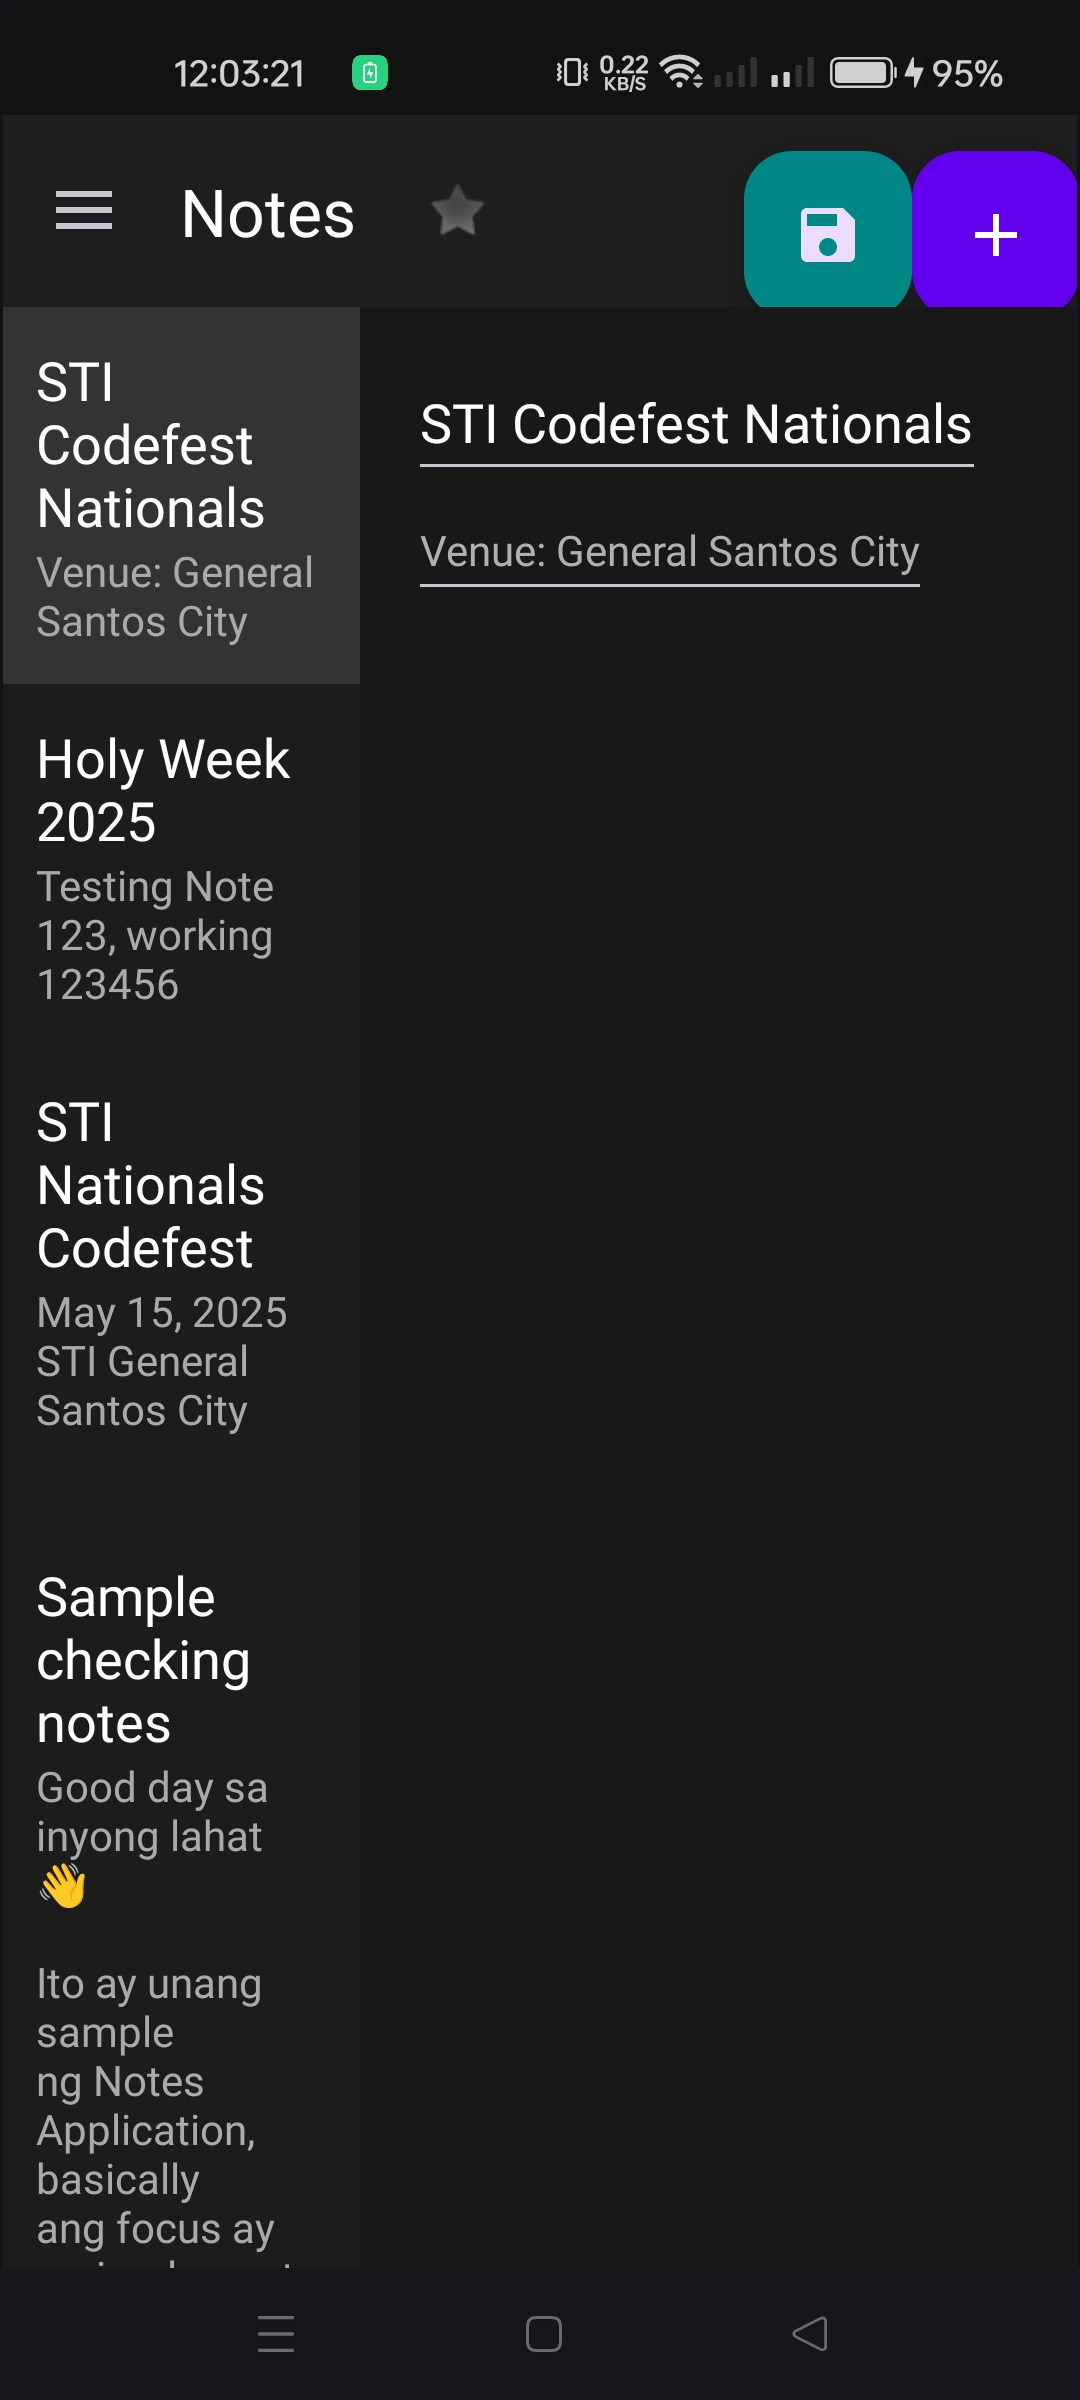 12:03:21
0.22
KB/S
95%
Notes
STI
Codefest
Nationals
Venue: General
Santos City
STI Codefest Nationals
Venue: General Santos City
Holy Week
2025
Testing Note
123, working
123456
STI
Nationals
Codefest
May 15, 2025
STI General
Santos City
Sample
checking
notes
Good day sa
inyong lahat
👋
Ito ay unang
sample
ng Notes
Application,
basically
ang focus ay